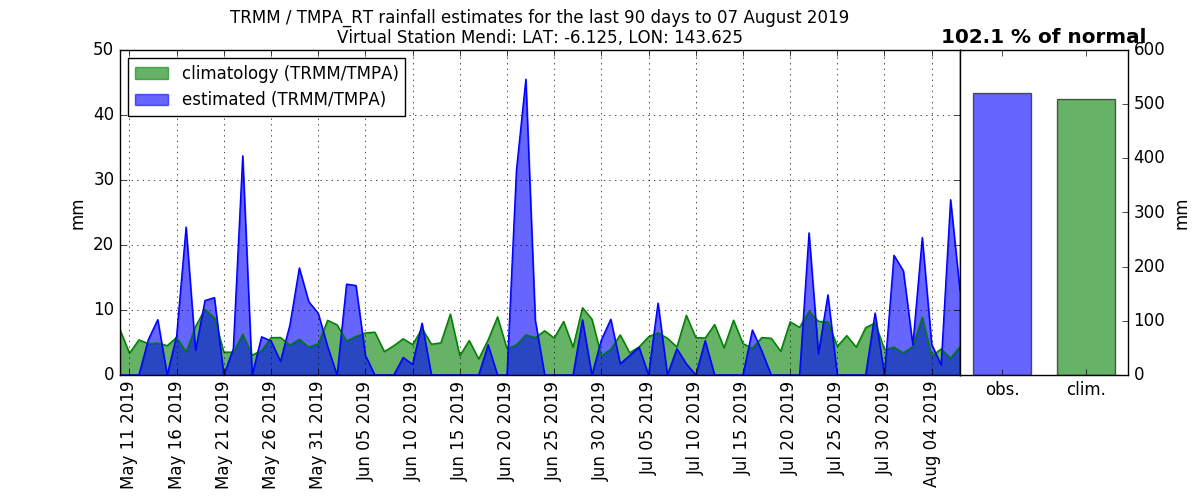 TRMM / TMPA_RT rainfall estimates for the last 90 days to 07 August 2019
Virtual Station Mendi: LAT: -6.125, LON: 143.625
102.1 % of normal
climatology (TRMM/TMPA)
estimated (TRMM/TMPA)
50
40
30
20
10
0
mm
May 11 2019
May 16 2019
May 21 2019
May 26 2019
May 31 2019
Jun 05 2019
Jun 10 2019
Jun 15 2019
Jun 20 2019
Jun 25 2019
Jun 30 2019
Jul 05 2019
Jul 10 2019
Jul 15 2019
Jul 20 2019
Jul 25 2019
Jul 30 2019
Aug 04 2019
obs.
clim.
600
500
400
300
200
100
0
mm